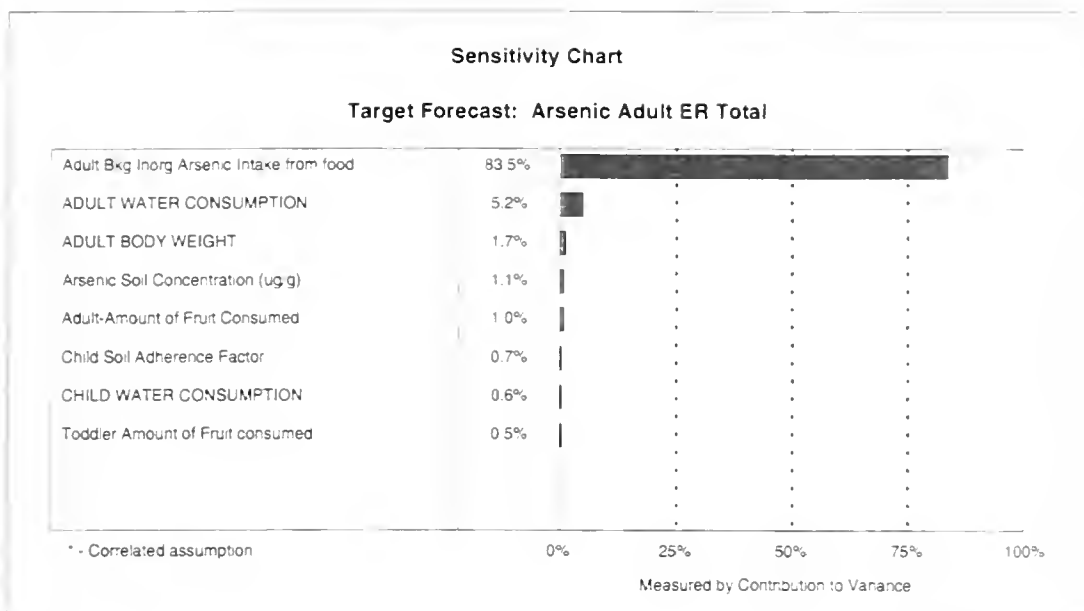 Sensitivity Chart
Target Forecast: Arsenic Adult ER Total
Adult Bkg Inorg Arsenic Intake from food 83.5%
ADULT WATER CONSUMPTION 5.2%
ADULT BODY WEIGHT 1.7%
Arsenic Soil Concentration (ug/g) 1.1%
Adult-Amount of Fruit Consumed 1.0%
Child Soil Adherence Factor 0.7%
CHILD WATER CONSUMPTION 0.6%
Toddler Amount of Fruit consumed 0.5%
* - Correlated assumption 0% 25% 50% 75% 100%
Measured by Contribution to Variance